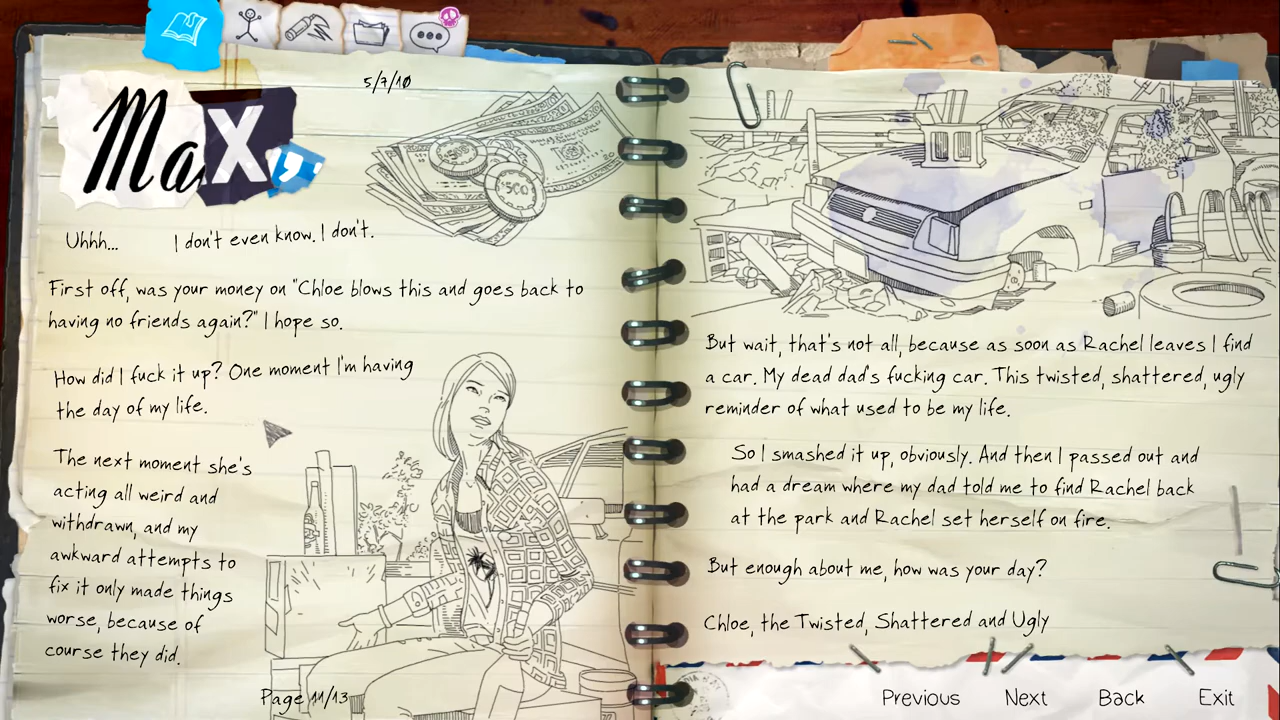 5/7/10
Max,
$500
Uhhh... I don't even know. I don't.
First off, was your money on "Chloe blows this and goes back to
having no friends again?" I hope so.
How did I fuck it up? One moment I'm having
the day of my life.
The next moment she's
acting all weird and
withdrawn, and my
awkward attempts to
fix it only made things
worse, because of
course they did.
Page 11/13
But wait, that's not all, because as soon as Rachel leaves I find
a car. My dead dad's fucking car. This twisted, shattered, ugly
reminder of what used to be my life.
So I smashed it up, obviously. And then I passed out and
had a dream where my dad told me to find Rachel back
at the park and Rachel set herself on fire.
But enough about me, how was your day?
Chloe, the Twisted, Shattered and Ugly
Previous Next Back Exit